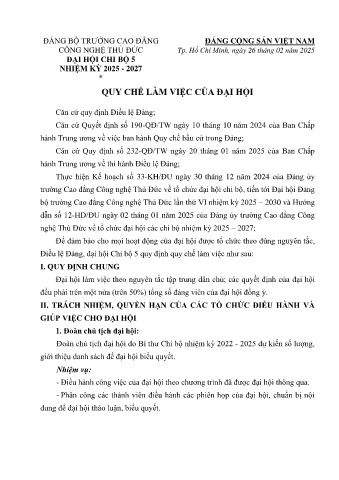 ĐẢNG BỘ TRƯỜNG CAO ĐẲNG
CÔNG NGHỆ THỦ ĐỨC
ĐẠI HỘI CHI BỘ 5
NHIỆM KỲ 2025 - 2027
*
ĐẢNG CỘNG SẢN VIỆT NAM
Tp. Hồ Chí Minh, ngày 26 tháng 02 năm 2025
QUY CHẾ LÀM VIỆC CỦA ĐẠI HỘI
Căn cứ quy định Điều lệ Đảng;
Căn cứ Quyết định số 190-QĐ/TW ngày 10 tháng 10 năm 2024 của Ban Chấp
hành Trung ương về việc ban hành Quy chế bầu cử trong Đảng;
Căn cứ Quy định số 232-QĐ/TW ngày 20 tháng 01 năm 2025 của Ban Chấp
hành Trung ương về thi hành Điều lệ Đảng;
Thực hiện Kế hoạch số 33-KH/ĐU ngày 30 tháng 12 năm 2024 của Đảng ủy
trường Cao đẳng Công nghệ Thủ Đức về tổ chức đại hội chi bộ, tiến tới Đại hội Đảng
bộ trường Cao đẳng Công nghệ Thủ Đức lần thứ VI nhiệm kỳ 2025 – 2030 và Hướng
dẫn số 12-HD/ĐU ngày 02 tháng 01 năm 2025 của Đảng ủy trường Cao đẳng Công
nghệ Thủ Đức về tổ chức đại hội các chi bộ nhiệm kỳ 2025 – 2027;
Để đảm bảo cho mọi hoạt động của đại hội được tổ chức theo đúng nguyên tắc,
Điều lệ Đảng, đại hội Chi bộ 5 quy định quy chế làm việc như sau:
I. QUY ĐỊNH CHUNG
Đại hội làm việc theo nguyên tắc tập trung dân chủ; các quyết định của đại hội
đều phải trên một nửa (trên 50%) tổng số đảng viên của đại hội đồng ý.
II. TRÁCH NHIỆM, QUYỀN HẠN CỦA CÁC TỔ CHỨC ĐIỀU HÀNH VÀ
GIÚP VIỆC CHO ĐẠI HỘI
1. Đoàn chủ tịch đại hội:
Đoàn chủ tịch đại hội do Bí thư Chi bộ nhiệm kỳ 2022 - 2025 dự kiến số lượng,
giới thiệu danh sách để đại hội biểu quyết.
Nhiệm vụ:
- Điều hành công việc của đại hội theo chương trình đã được đại hội thông qua.
- Phân công các thành viên điều hành các phiên họp của đại hội, chuẩn bị nội
dung để đại hội thảo luận, biểu quyết.